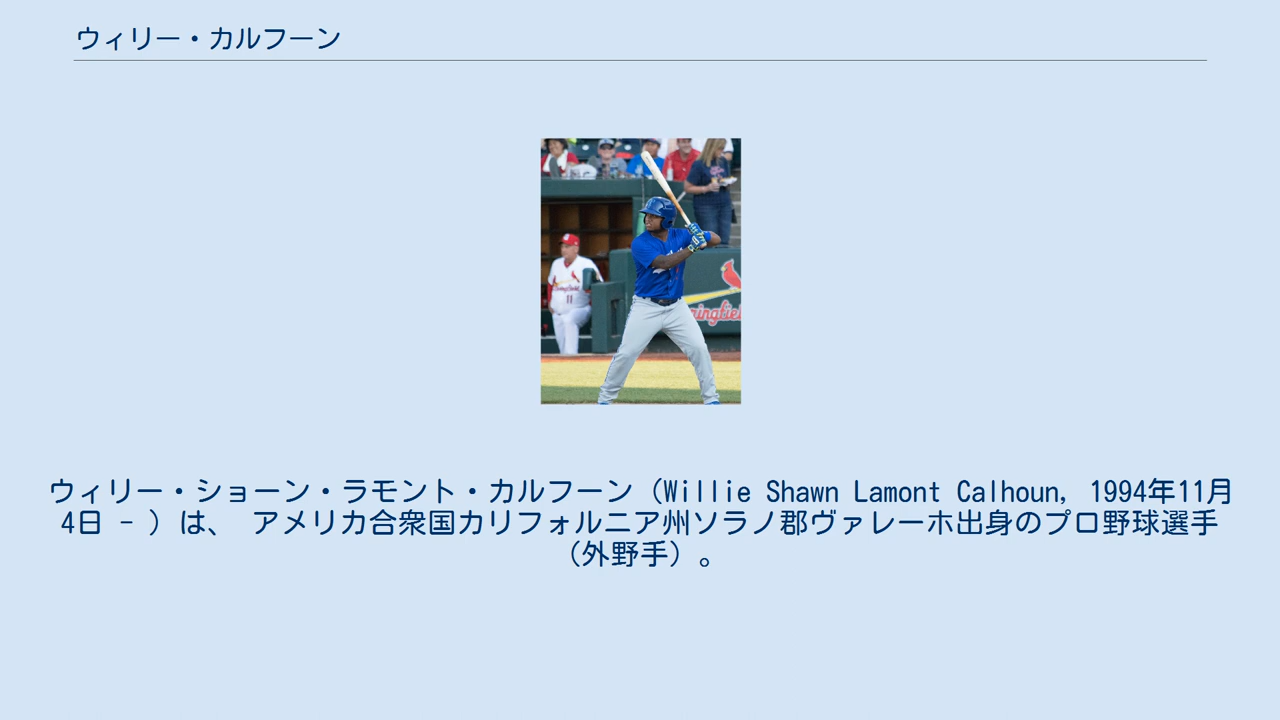 ウィリー・カルフーン
11
ringfiel
ウィリー・ショーン・ラモント・カルフーン（Willie Shawn Lamont Calhoun, 1994年11月
4日 - ）は、 アメリカ合衆国カリフォルニア州ソラノ郡ヴァレーホ出身のプロ野球選手
（外野手）。